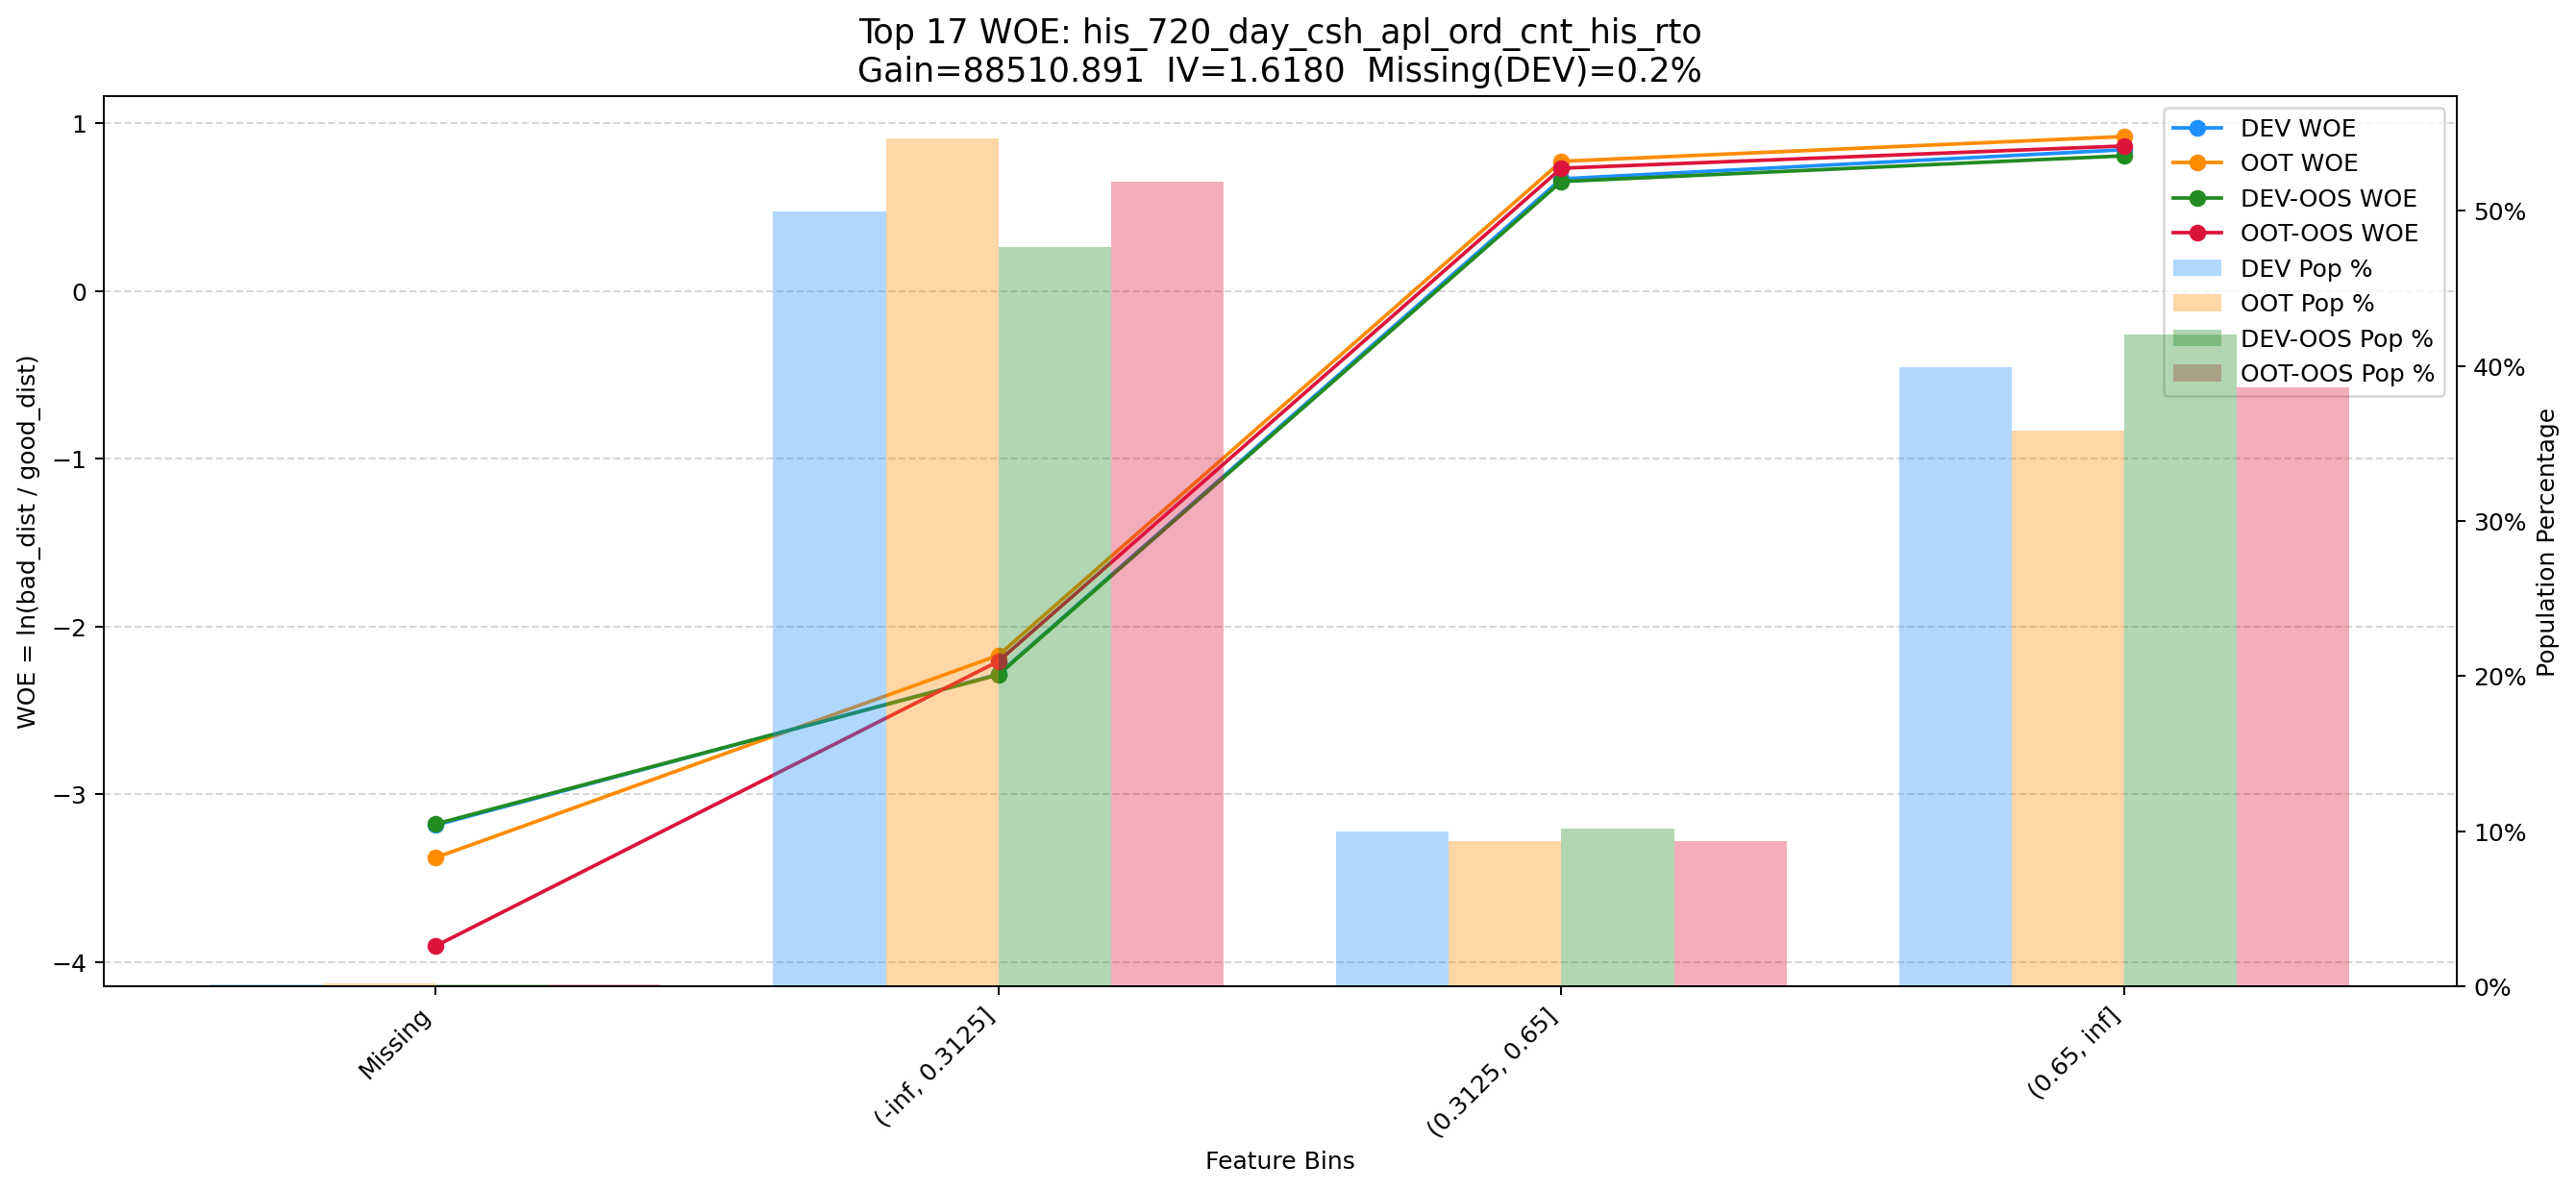 Top 17 WOE: his_720_day_csh_apl_ord_cnt_his_rto
Gain=88510.891  IV=1.6180  Missing(DEV)=0.2%
1
0
−1
−2
−3
−4
WOE = ln(bad_dist / good_dist)
DEV WOE
OOT WOE
DEV-OOS WOE
OOT-OOS WOE
DEV Pop %
OOT Pop %
DEV-OOS Pop %
OOT-OOS Pop %
50%
40%
30%
20%
10%
0%
Population Percentage
Missing
(-inf, 0.3125]
(0.3125, 0.65]
(0.65, inf]
Feature Bins